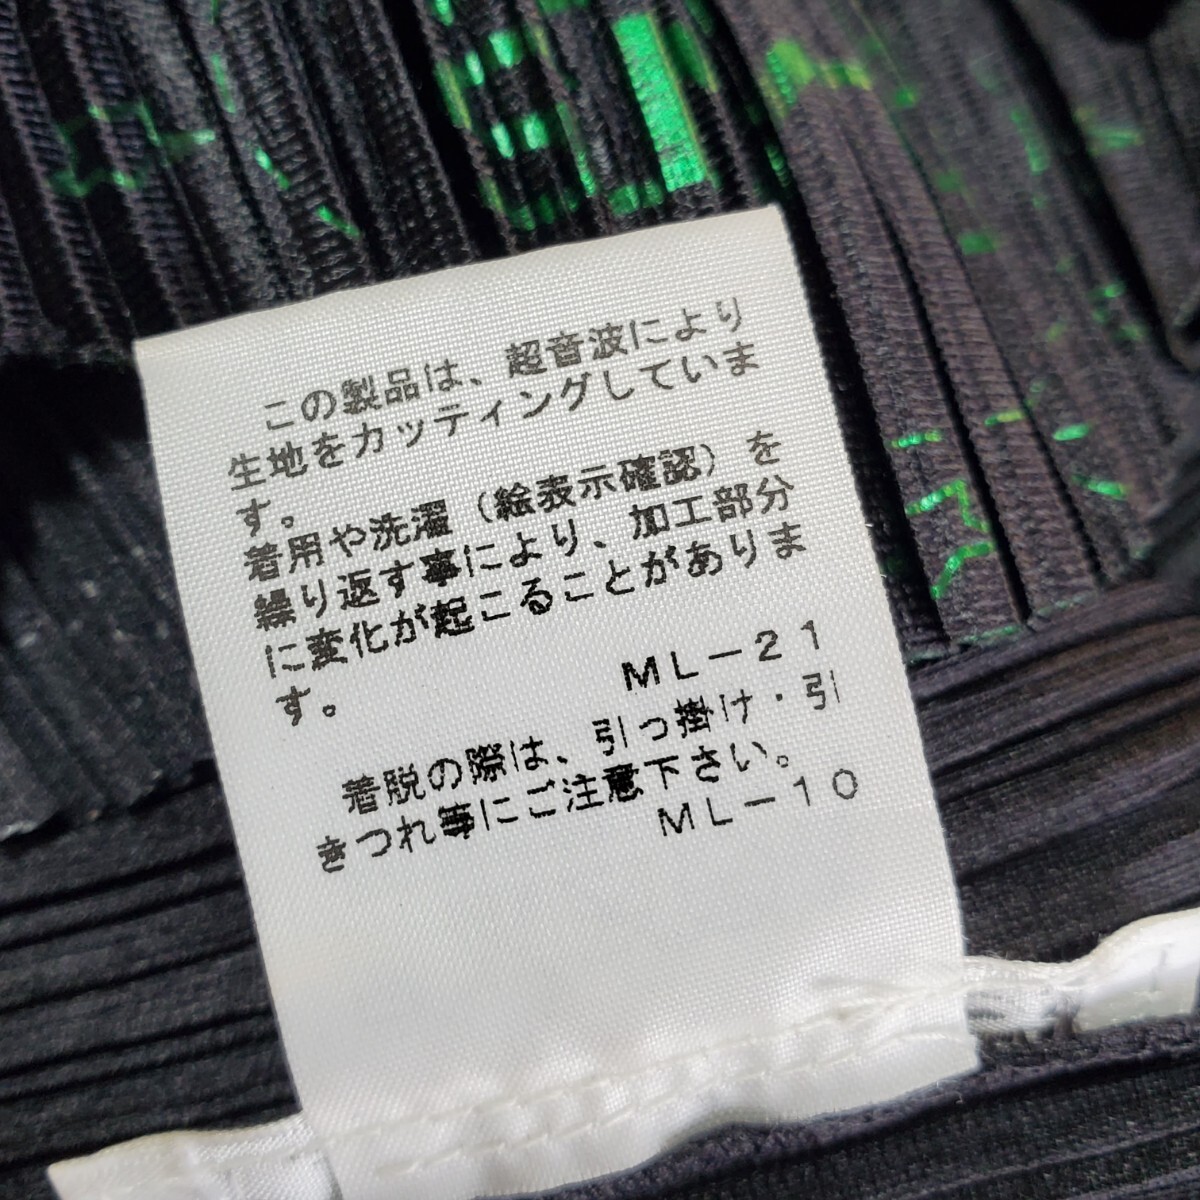 この製品は、超音波により
生地をカッティングしていま
す。
着用や洗濯（絵表示確認）を
繰り返す事により、加工部分
に変化が起こることがありま
す。
ＭＬ－２１
着脱の際は、引っ掛け・引
きつれ等にご注意下さい。
ＭＬ－１０